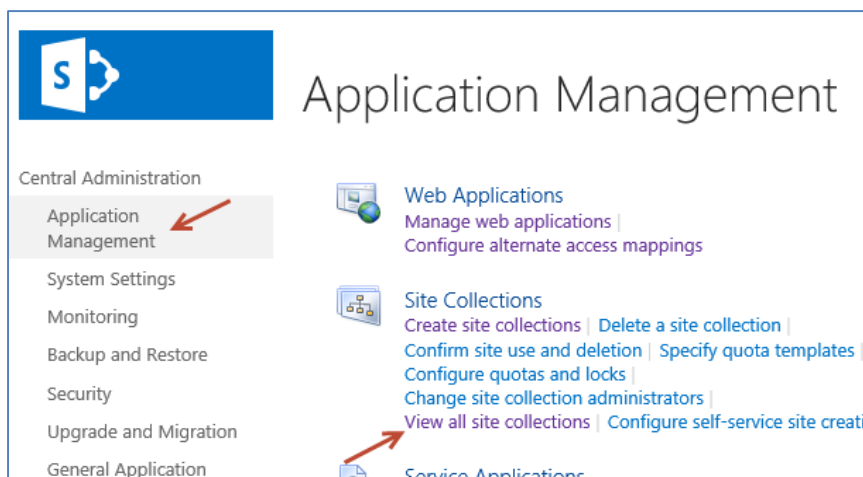 S
Application Management
Central Administration
Application
Management
System Settings
Monitoring
Backup and Restore
Security
Upgrade and Migration
General Application
Web Applications
Manage web applications |
Configure alternate access mappings
Site Collections
Create site collections | Delete a site collection |
Confirm site use and deletion | Specify quota templates |
Configure quotas and locks |
Change site collection administrators |
View all site collections | Configure self-service site creati
Service Applications